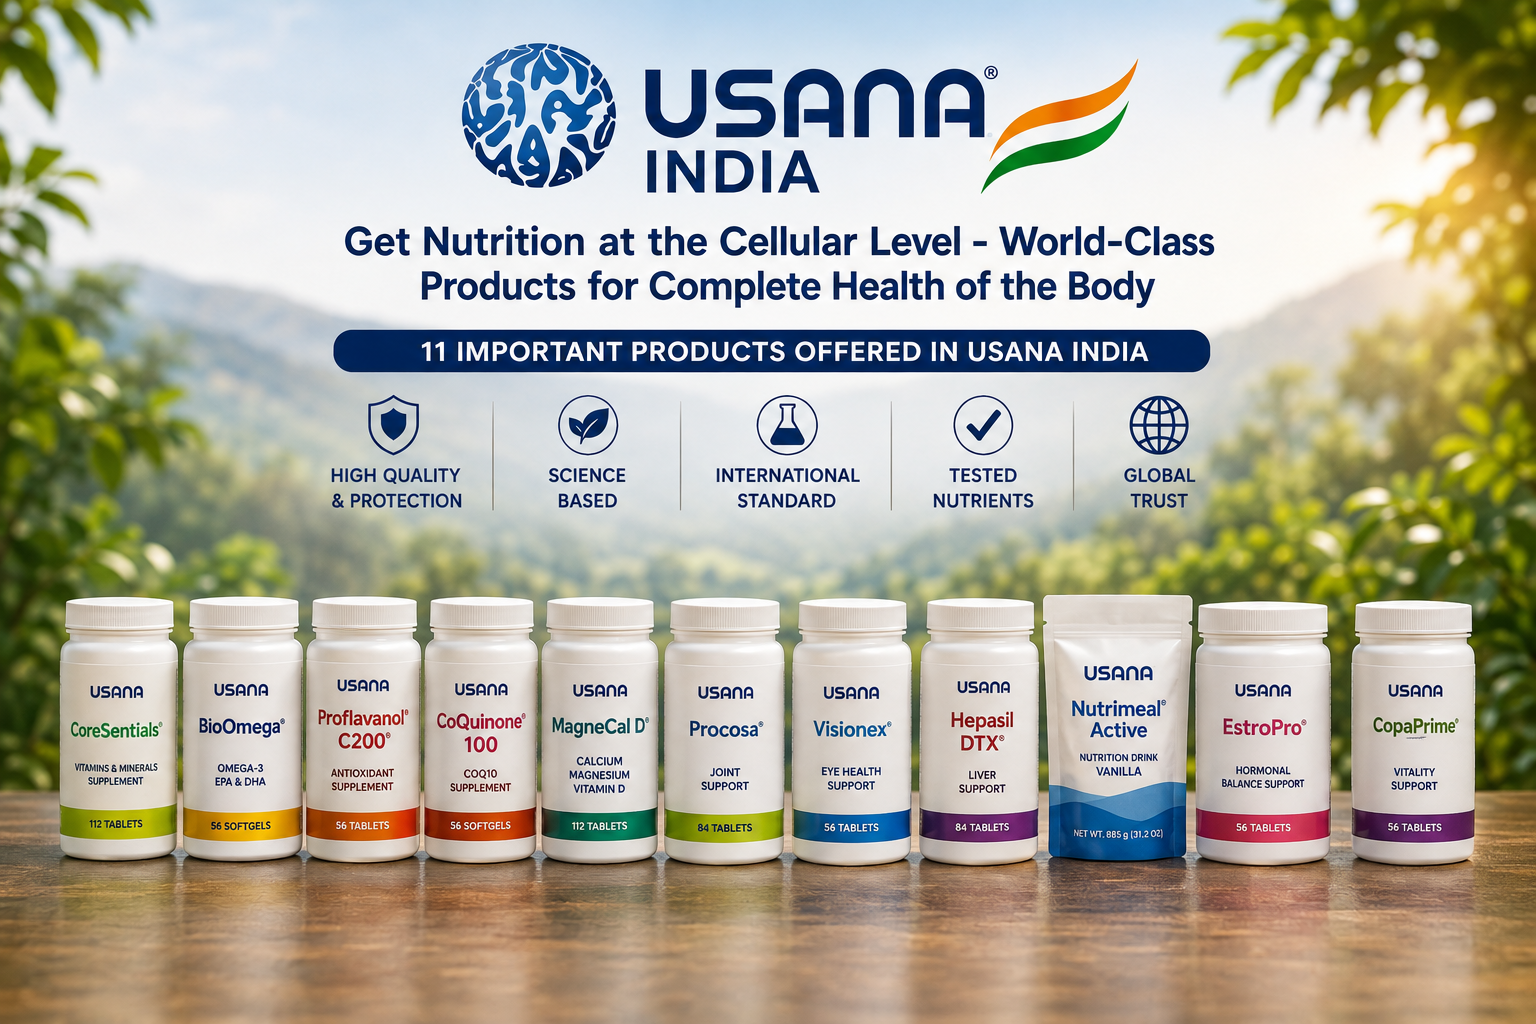 USANA®
INDIA
Get Nutrition at the Cellular Level - World-Class
Products for Complete Health of the Body
11 IMPORTANT PRODUCTS OFFERED IN USANA INDIA
HIGH QUALITY
& PROTECTION
SCIENCE
BASED
INTERNATIONAL
STANDARD
TESTED
NUTRIENTS
GLOBAL
TRUST
USANA
CoreSentials®
VITAMINS & MINERALS
SUPPLEMENT
112 TABLETS
USANA
BioOmega®
OMEGA-3
EPA & DHA
56 SOFTGELS
USANA
Proflavanol®
C200®
ANTIOXIDANT
SUPPLEMENT
56 TABLETS
USANA
CoQuinone®
100
COQ10
SUPPLEMENT
56 SOFTGELS
USANA
MagneCal D®
CALCIUM
MAGNESIUM
VITAMIN D
112 TABLETS
USANA
Procosa®
JOINT
SUPPORT
84 TABLETS
USANA
Visionex®
EYE HEALTH
SUPPORT
56 TABLETS
USANA
Hepasil
DTX®
LIVER
SUPPORT
84 TABLETS
USANA
Nutrimeal®
Active
NUTRITION DRINK
VANILLA
NET WT. 885 g (31.2 OZ)
USANA
EstroPro®
HORMONAL
BALANCE SUPPORT
56 TABLETS
USANA
CopaPrime®
VITALITY
SUPPORT
56 TABLETS